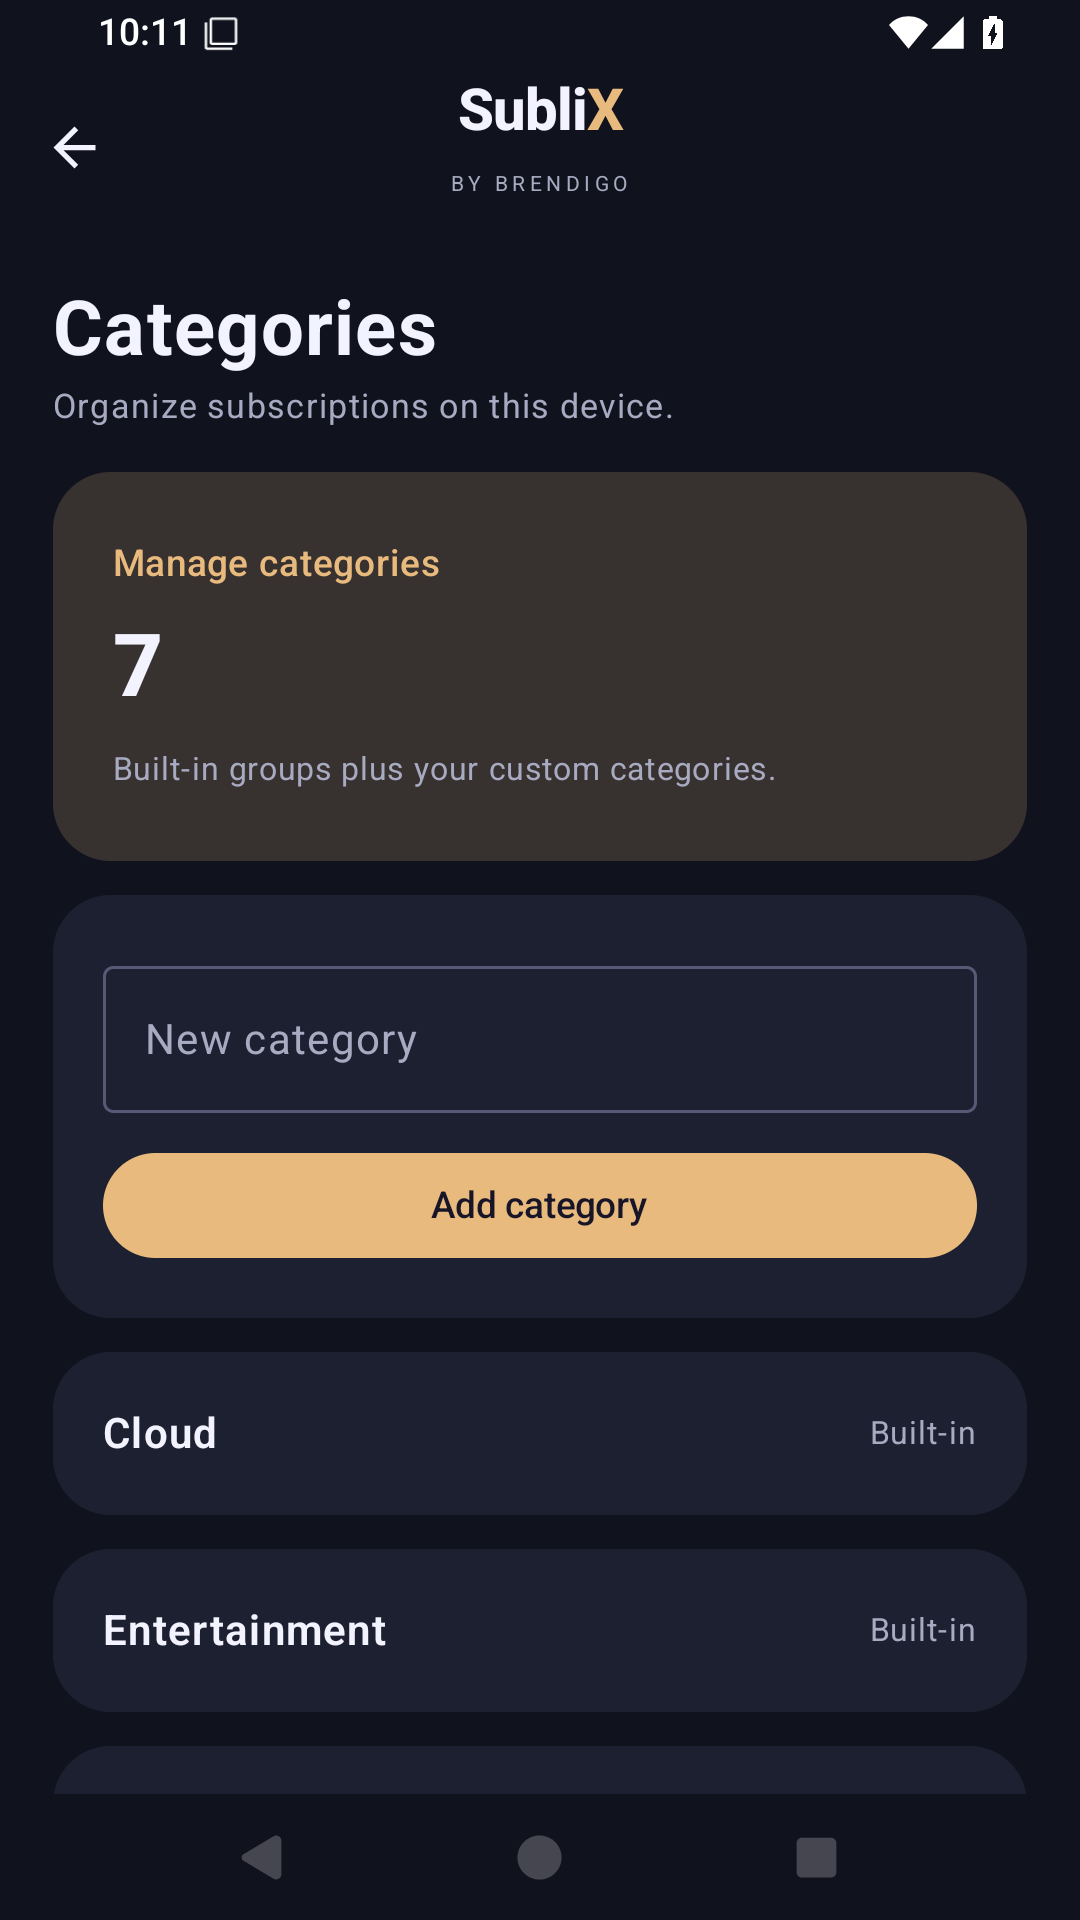 10:11
SubliX
BY BRENDIGO
Categories
Organize subscriptions on this device.
Manage categories
7
Built-in groups plus your custom categories.
New category
Add category
Cloud Built-in
Entertainment Built-in